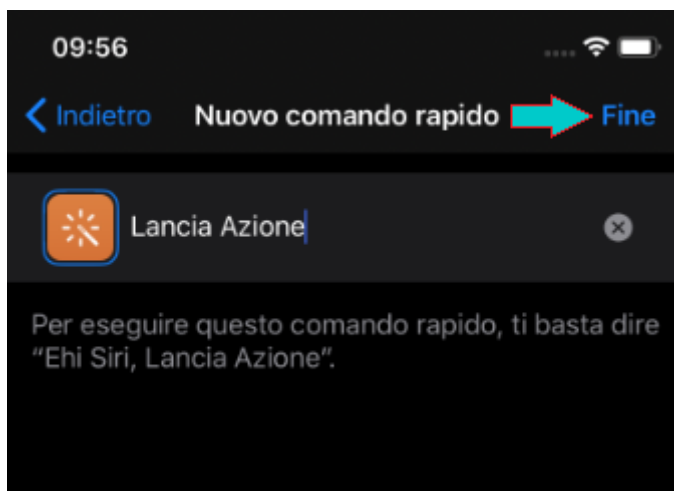 09:56
Indietro Nuovo comando rapido Fine
Lancia Azione
Per eseguire questo comando rapido, ti basta dire
“Ehi Siri, Lancia Azione”.